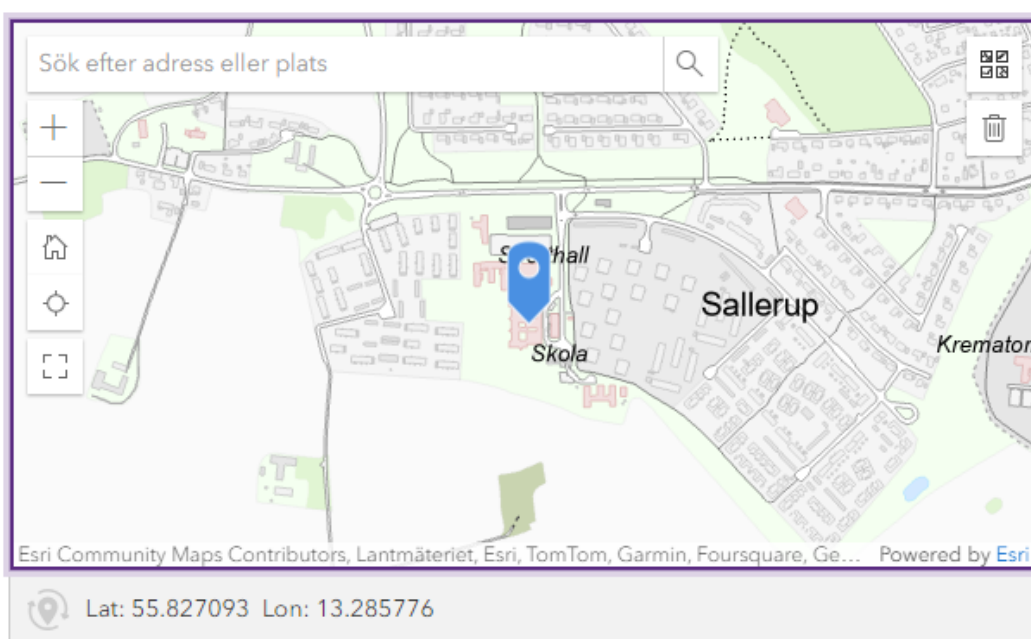 Sök efter adress eller plats
Sallerup
Skola
Esri Community Maps Contributors, Lantmäteriet, Esri, TomTom, Garmin, Foursquare, Ge... Powered by Esri
Lat: 55.827093 Lon: 13.285776